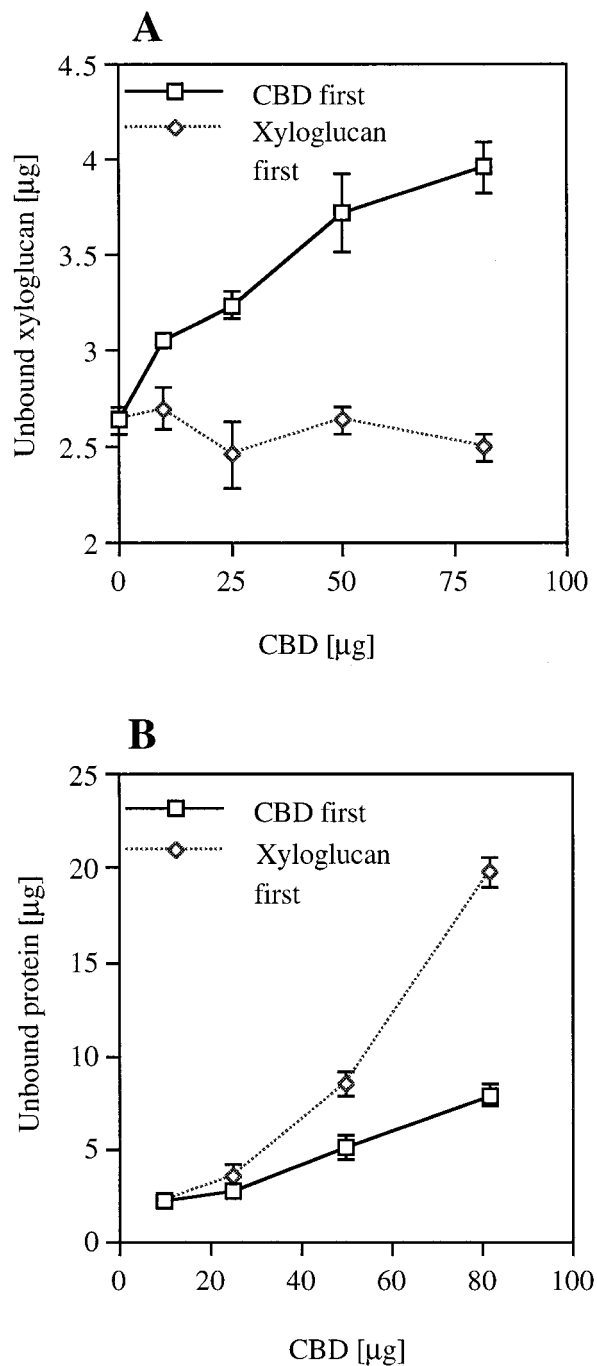 A
4.5
4
3.5
3
2.5
2
Unbound xyloglucan [µg]
CBD first
Xyloglucan
first
0 25 50 75 100
CBD [µg]
B
25
20
15
10
5
0
Unbound protein [µg]
CBD first
Xyloglucan
first
0 20 40 60 80 100
CBD [µg]